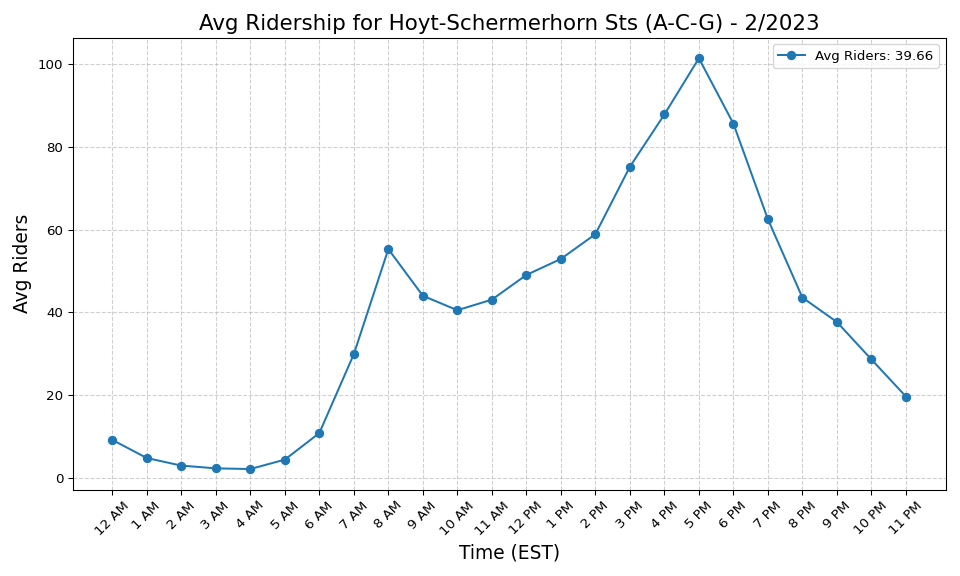 Avg Ridership for Hoyt-Schermerhorn Sts (A-C-G) - 2/2023
Avg Riders: 39.66
100
80
60
40
20
0
Avg Riders
12 AM
1 AM
2 AM
3 AM
4 AM
5 AM
6 AM
7 AM
8 AM
9 AM
10 AM
11 AM
12 PM
1 PM
2 PM
3 PM
4 PM
5 PM
6 PM
7 PM
8 PM
9 PM
10 PM
11 PM
Time (EST)